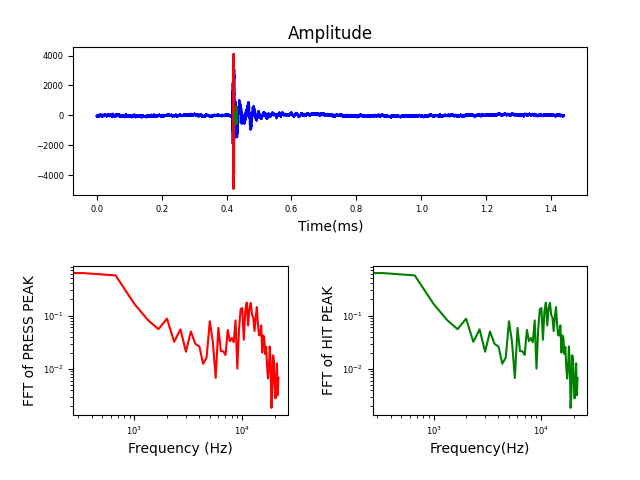 Amplitude
4000
2000
0
−2000
−4000
0.0 0.2 0.4 0.6 0.8 1.0 1.2 1.4
Time(ms)
FFT of PRESS PEAK
10⁻¹
10⁻²
10³ 10⁴
Frequency (Hz)
FFT of HIT PEAK
10⁻¹
10⁻²
10³ 10⁴
Frequency(Hz)